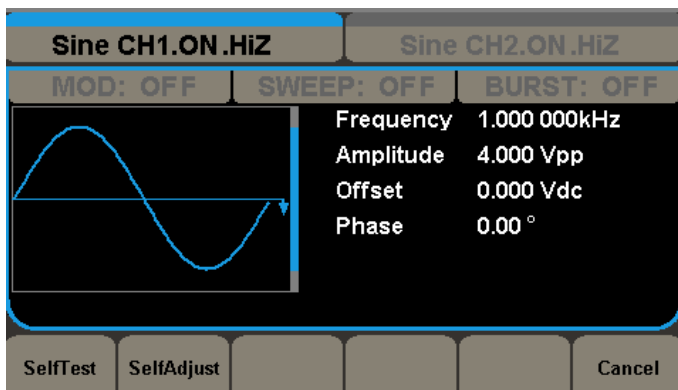 Sine CH1.ON.HiZ
Sine CH2.ON.HiZ
MOD: OFF
SWEEP: OFF
BURST: OFF
Frequency 1.000 000kHz
Amplitude 4.000 Vpp
Offset 0.000 Vdc
Phase 0.00 °
SelfTest
SelfAdjust
Cancel